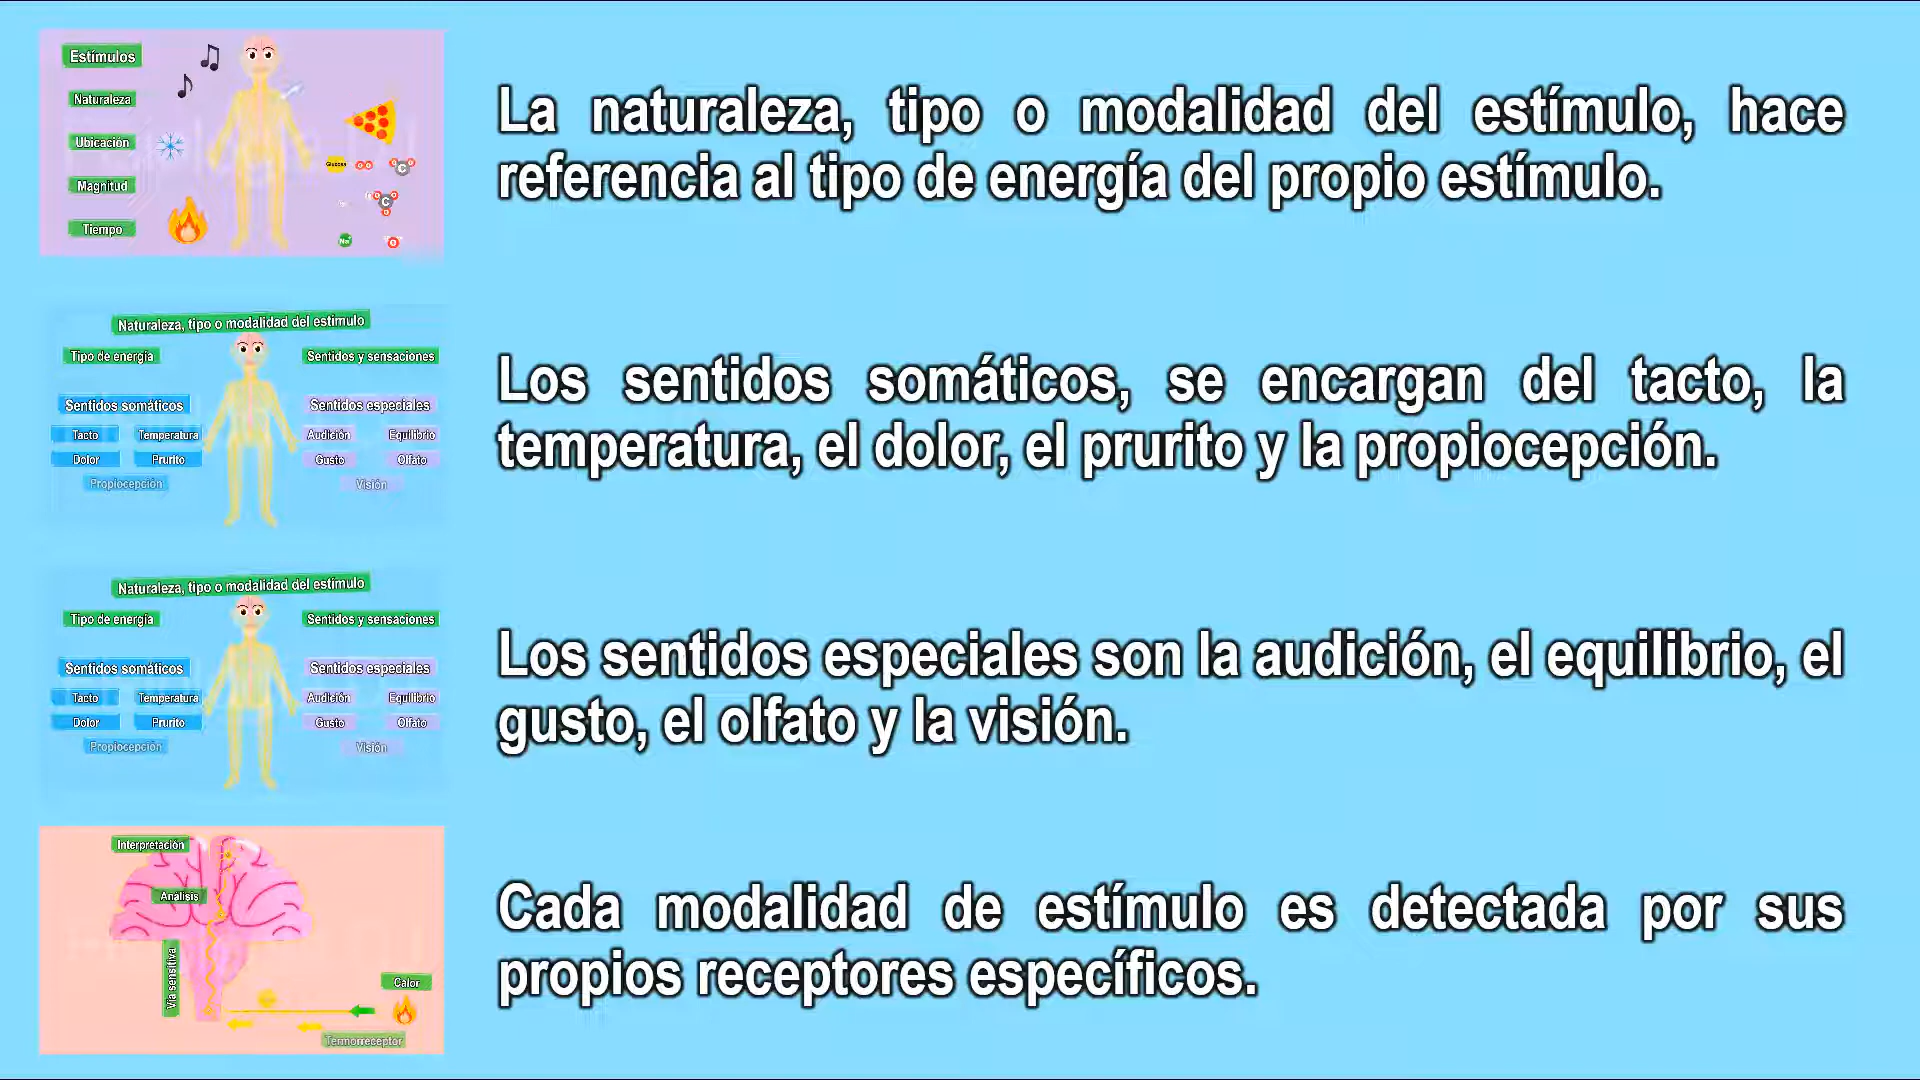 Estímulos
Naturaleza
Ubicación
Magnitud
Tiempo
Glucosa
La naturaleza, tipo o modalidad del estímulo, hace
referencia al tipo de energía del propio estímulo.
Naturaleza, tipo o modalidad del estímulo
Tipo de energía
Sentidos y sensaciones
Sentidos somáticos
Sentidos especiales
Tacto
Temperatura
Audición
Equilibrio
Dolor
Prurito
Gusto
Olfato
Propiocepción
Visión
Los sentidos somáticos, se encargan del tacto, la
temperatura, el dolor, el prurito y la propiocepción.
Naturaleza, tipo o modalidad del estímulo
Tipo de energía
Sentidos y sensaciones
Sentidos somáticos
Sentidos especiales
Tacto
Temperatura
Audición
Equilibrio
Dolor
Prurito
Gusto
Olfato
Propiocepción
Visión
Los sentidos especiales son la audición, el equilibrio, el
gusto, el olfato y la visión.
Interpretación
Análisis
Vía sensitiva
Calor
Termorreceptor
Cada modalidad de estímulo es detectada por sus
propios receptores específicos.